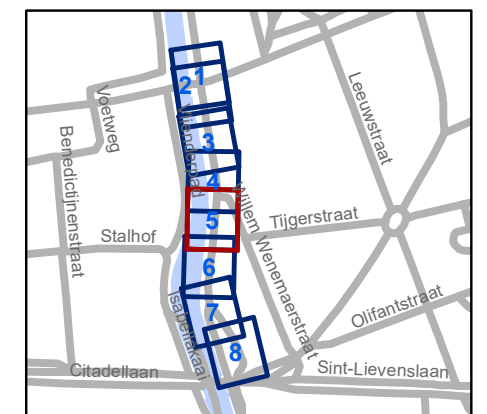 1
2
Leeuwstraat
Voetweg
Vlanderpad
3
Benedictijnenstraat
4
Willem Wenemaerstraat
5
Tijgerstraat
Stalhof
6
Isabellakaai
7
Olifantstraat
8
Citadellaan
Sint-Lievenslaan